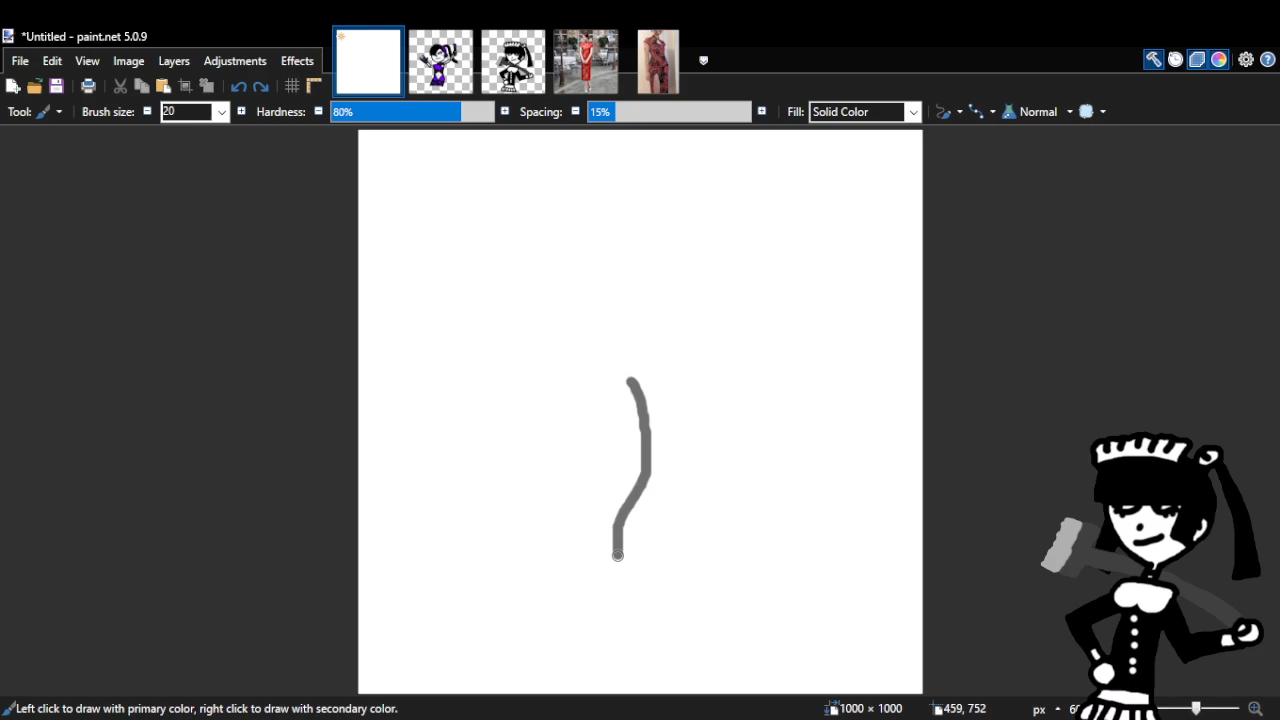 *Untitled - paint.net 5.0.9
File Edit View Image Layers Adjustments Effects
Tool: Brush size: 20 Hardness: 80% Spacing: 15% Fill: Solid Color Normal
Left click to draw with primary color, right click to draw with secondary color. 1000 × 1000 459, 752 px